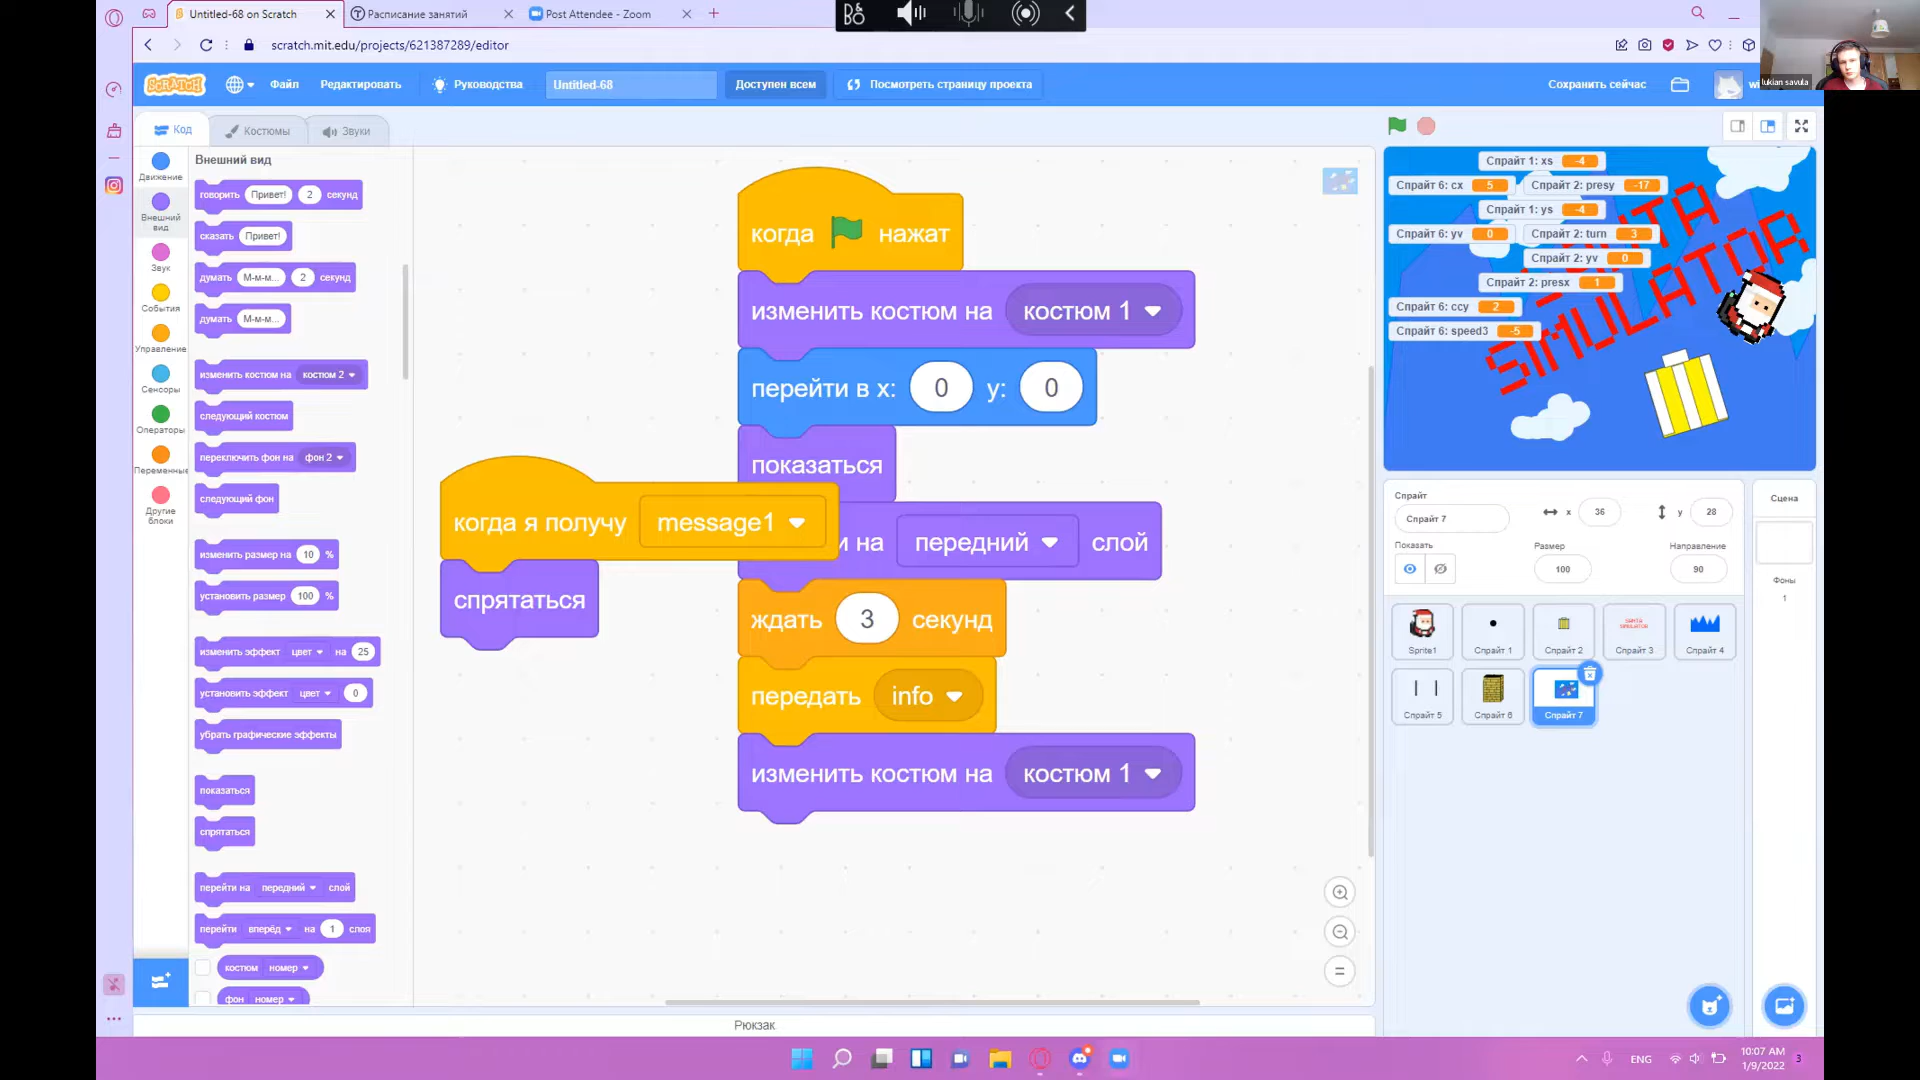 Untitled-68 on Scratch
Расписание занятий
Post Attendee - Zoom
scratch.mit.edu/projects/621387289/editor
lukian savula
SCRATCH
Файл
Редактировать
Руководства
Untitled-68
Доступен всем
Посмотреть страницу проекта
Сохранить сейчас
wi
Код
Костюмы
Звуки
Движение
Внешний вид
Звук
События
Управление
Сенсоры
Операторы
Переменные
Другие блоки
Внешний вид
говорить Привет! 2 секунд
сказать Привет!
думать М-м-м... 2 секунд
думать М-м-м...
изменить костюм на костюм 2
следующий костюм
переключить фон на фон 2
следующий фон
изменить размер на 10 %
установить размер 100 %
изменить эффект цвет на 25
установить эффект цвет 0
убрать графические эффекты
показаться
спрятаться
перейти на передний слой
перейти вперёд на 1 слоя
костюм номер
фон номер
когда нажат
изменить костюм на костюм 1
перейти в x: 0 y: 0
показаться
и на передний слой
ждать 3 секунд
передать info
изменить костюм на костюм 1
когда я получу message1
спрятаться
Спрайт 1: xs -4
Спрайт 6: cx 5
Спрайт 2: presy -17
Спрайт 1: ys -4
Спрайт 6: yv 0
Спрайт 2: turn 3
Спрайт 2: yv 0
Спрайт 2: presx 1
Спрайт 6: ccy 2
Спрайт 6: speed3 -5
SIMULATOR
Спрайт
Спрайт 7
x 36
y 28
Показать
Размер
100
Направление
90
Sprite1
Спрайт 1
Спрайт 2
Спрайт 3
Спрайт 4
Спрайт 5
Спрайт 6
Спрайт 7
SANTA SIMULATOR
Сцена
Фоны
1
Рюкзак
ENG
10:07 AM
1/9/2022
3